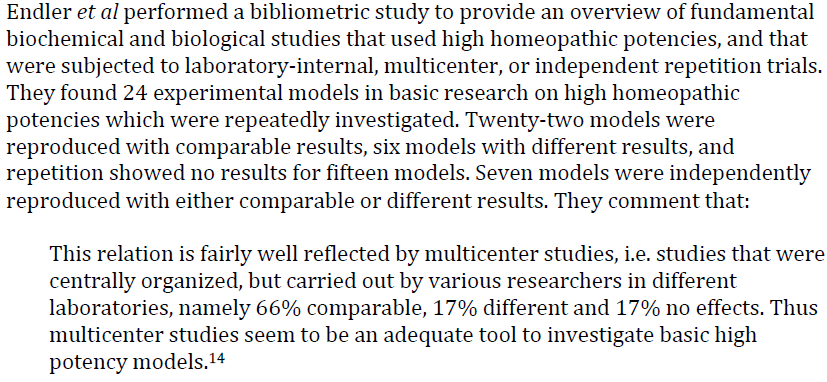 Endler et al performed a bibliometric study to provide an overview of fundamental
biochemical and biological studies that used high homeopathic potencies, and that
were subjected to laboratory-internal, multicenter, or independent repetition trials.
They found 24 experimental models in basic research on high homeopathic
potencies which were repeatedly investigated. Twenty-two models were
reproduced with comparable results, six models with different results, and
repetition showed no results for fifteen models. Seven models were independently
reproduced with either comparable or different results. They comment that:
This relation is fairly well reflected by multicenter studies, i.e. studies that were
centrally organized, but carried out by various researchers in different
laboratories, namely 66% comparable, 17% different and 17% no effects. Thus
multicenter studies seem to be an adequate tool to investigate basic high
potency models.14